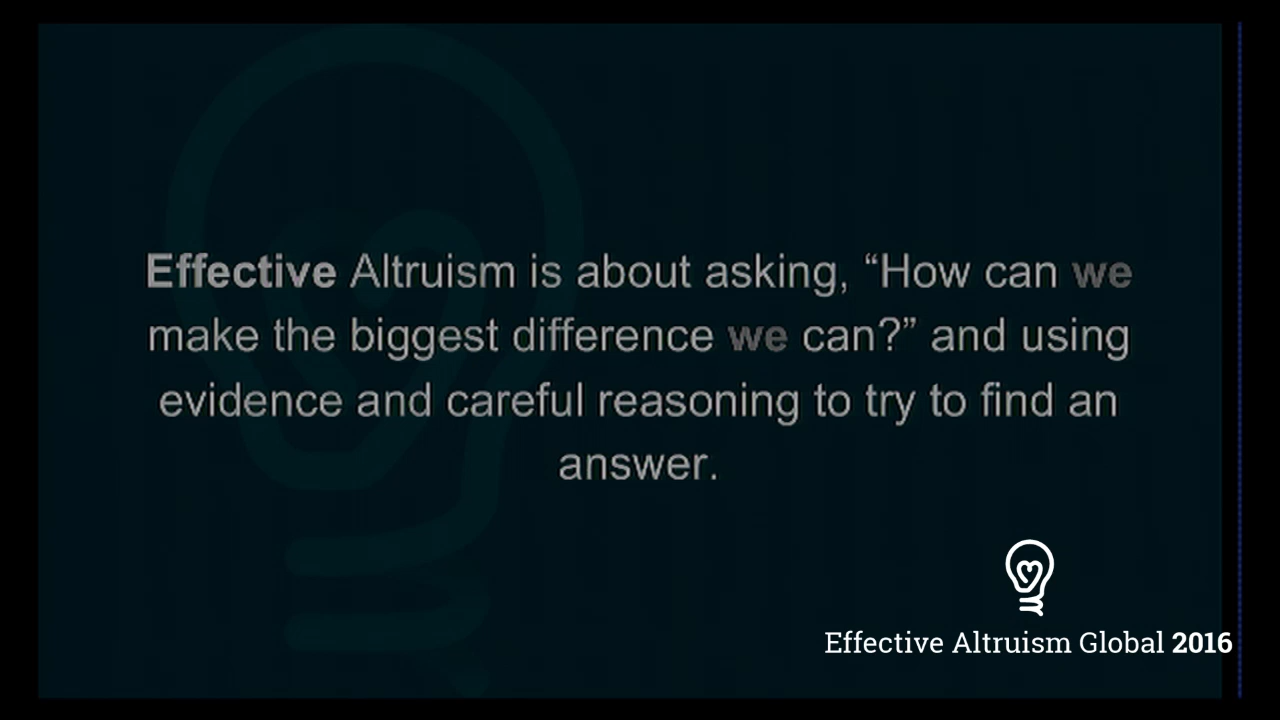 Effective Altruism is about asking, “How can we
make the biggest difference we can?” and using
evidence and careful reasoning to try to find an
answer.
Effective Altruism Global 2016